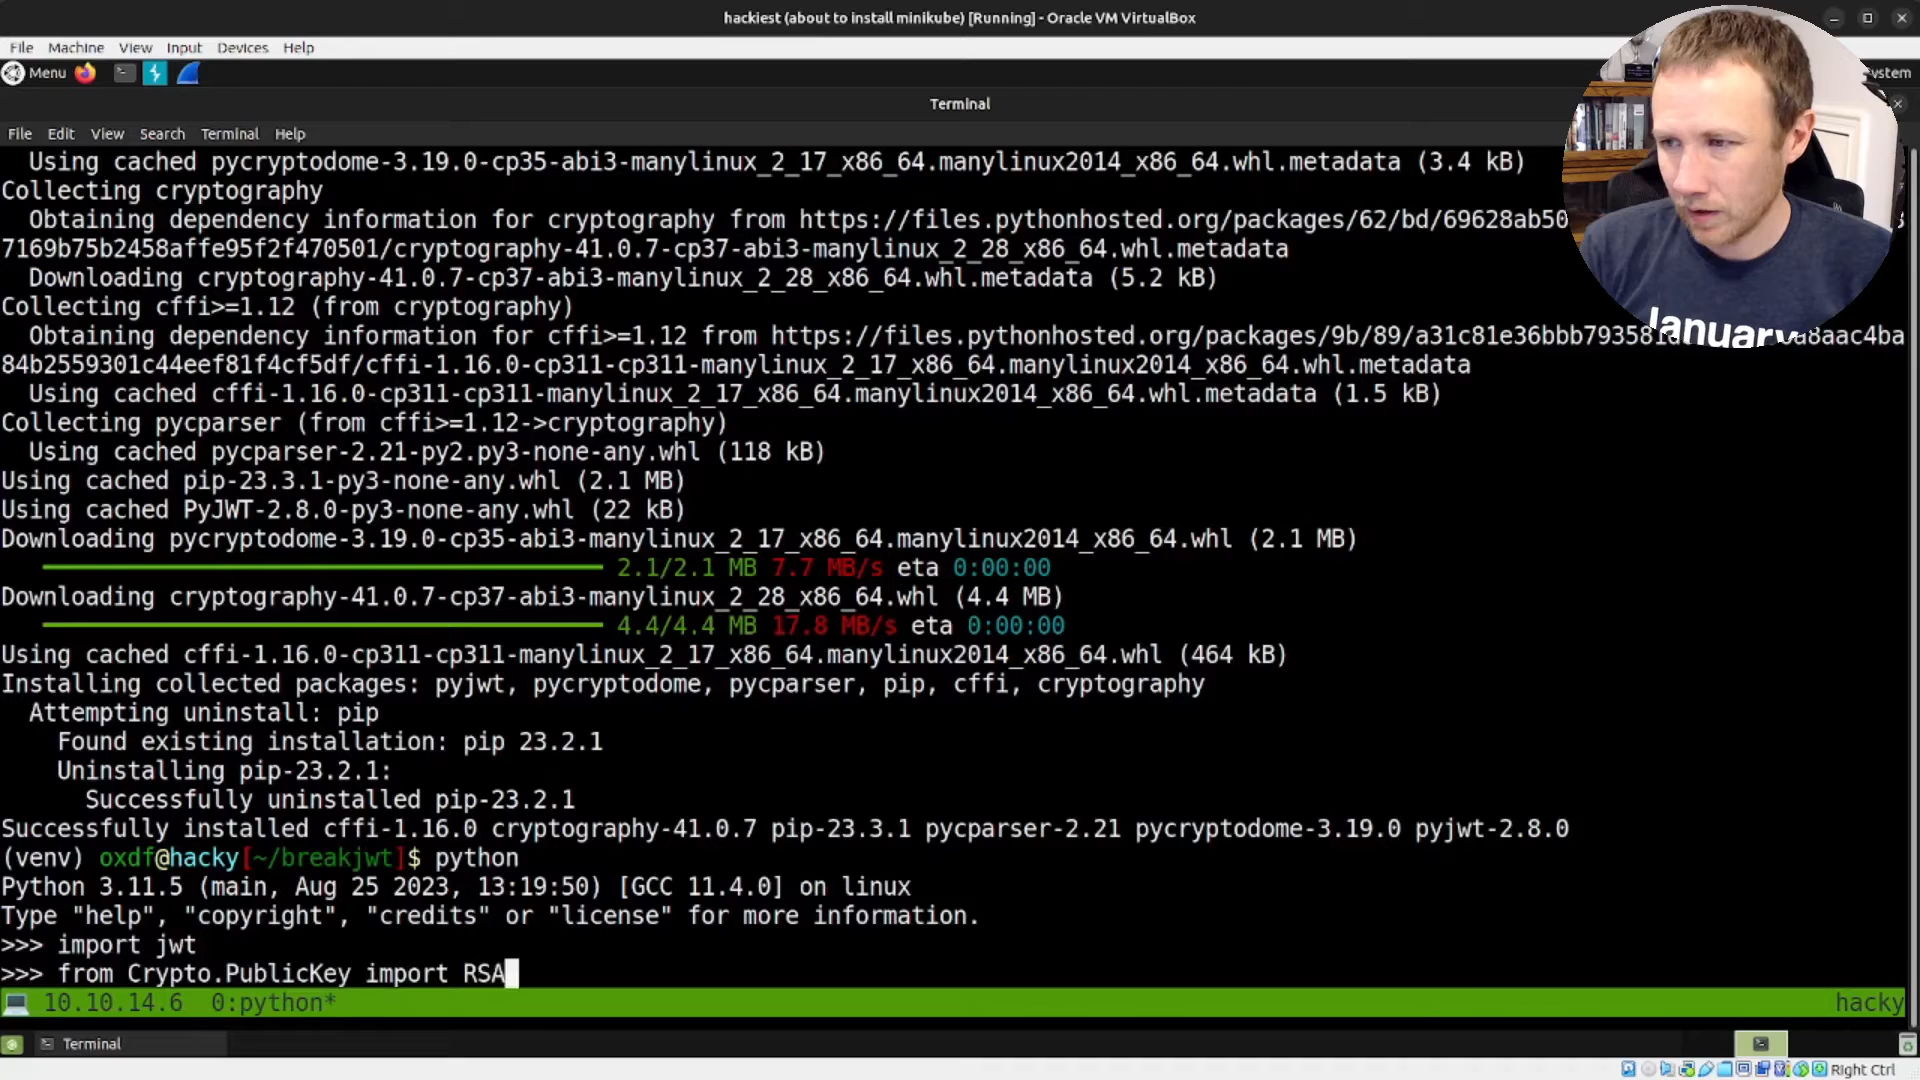 hackiest (about to install minikube) [Running] - Oracle VM VirtualBox
File Machine View Input Devices Help
Menu
Terminal
File Edit View Search Terminal Help
Using cached pycryptodome-3.19.0-cp35-abi3-manylinux_2_17_x86_64.manylinux2014_x86_64.whl.metadata (3.4 kB)
Collecting cryptography
Obtaining dependency information for cryptography from https://files.pythonhosted.org/packages/62/bd/69628ab50
7169b75b2458affe95f2f470501/cryptography-41.0.7-cp37-abi3-manylinux_2_28_x86_64.whl.metadata
Downloading cryptography-41.0.7-cp37-abi3-manylinux_2_28_x86_64.whl.metadata (5.2 kB)
Collecting cffi>=1.12 (from cryptography)
Obtaining dependency information for cffi>=1.12 from https://files.pythonhosted.org/packages/9b/89/a31c81e36bbb793581
84b2559301c44eef81f4cf5df/cffi-1.16.0-cp311-cp311-manylinux_2_17_x86_64.manylinux2014_x86_64.whl.metadata
Using cached cffi-1.16.0-cp311-cp311-manylinux_2_17_x86_64.manylinux2014_x86_64.whl.metadata (1.5 kB)
Collecting pycparser (from cffi>=1.12->cryptography)
Using cached pycparser-2.21-py2.py3-none-any.whl (118 kB)
Using cached pip-23.3.1-py3-none-any.whl (2.1 MB)
Using cached PyJWT-2.8.0-py3-none-any.whl (22 kB)
Downloading pycryptodome-3.19.0-cp35-abi3-manylinux_2_17_x86_64.manylinux2014_x86_64.whl (2.1 MB)
2.1/2.1 MB 7.7 MB/s eta 0:00:00
Downloading cryptography-41.0.7-cp37-abi3-manylinux_2_28_x86_64.whl (4.4 MB)
4.4/4.4 MB 17.8 MB/s eta 0:00:00
Using cached cffi-1.16.0-cp311-cp311-manylinux_2_17_x86_64.manylinux2014_x86_64.whl (464 kB)
Installing collected packages: pyjwt, pycryptodome, pycparser, pip, cffi, cryptography
Attempting uninstall: pip
Found existing installation: pip 23.2.1
Uninstalling pip-23.2.1:
Successfully uninstalled pip-23.2.1
Successfully installed cffi-1.16.0 cryptography-41.0.7 pip-23.3.1 pycparser-2.21 pycryptodome-3.19.0 pyjwt-2.8.0
(venv) oxdf@hacky[~/breakjwt]$ python
Python 3.11.5 (main, Aug 25 2023, 13:19:50) [GCC 11.4.0] on linux
Type "help", "copyright", "credits" or "license" for more information.
>>> import jwt
>>> from Crypto.PublicKey import RSA
10.10.14.6 0:python* hacky
Terminal
Right Ctrl
January